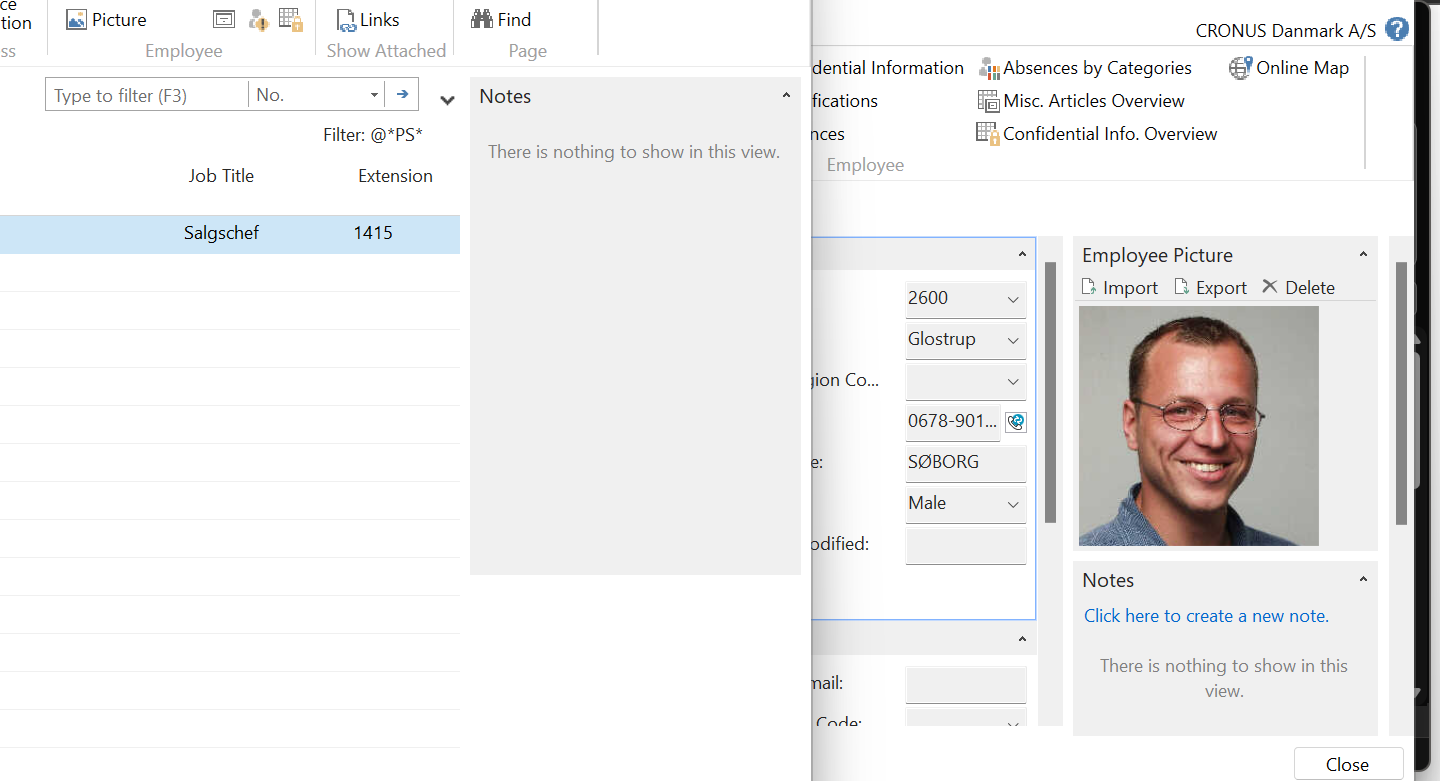 ce
tion
ss
Picture
Employee
Links
Show Attached
Find
Page
Type to filter (F3)
No.
Filter: @*PS*
Job Title Extension
Salgschef 1415
Notes
There is nothing to show in this view.
CRONUS Danmark A/S
dential Information
Absences by Categories
Online Map
fications
Misc. Articles Overview
nces
Confidential Info. Overview
Employee
2600
Glostrup
gion Co...
0678-901...
e:
SØBORG
Male
odified:
mail:
Code:
Employee Picture
Import Export Delete
Notes
Click here to create a new note.
There is nothing to show in this
view.
Close